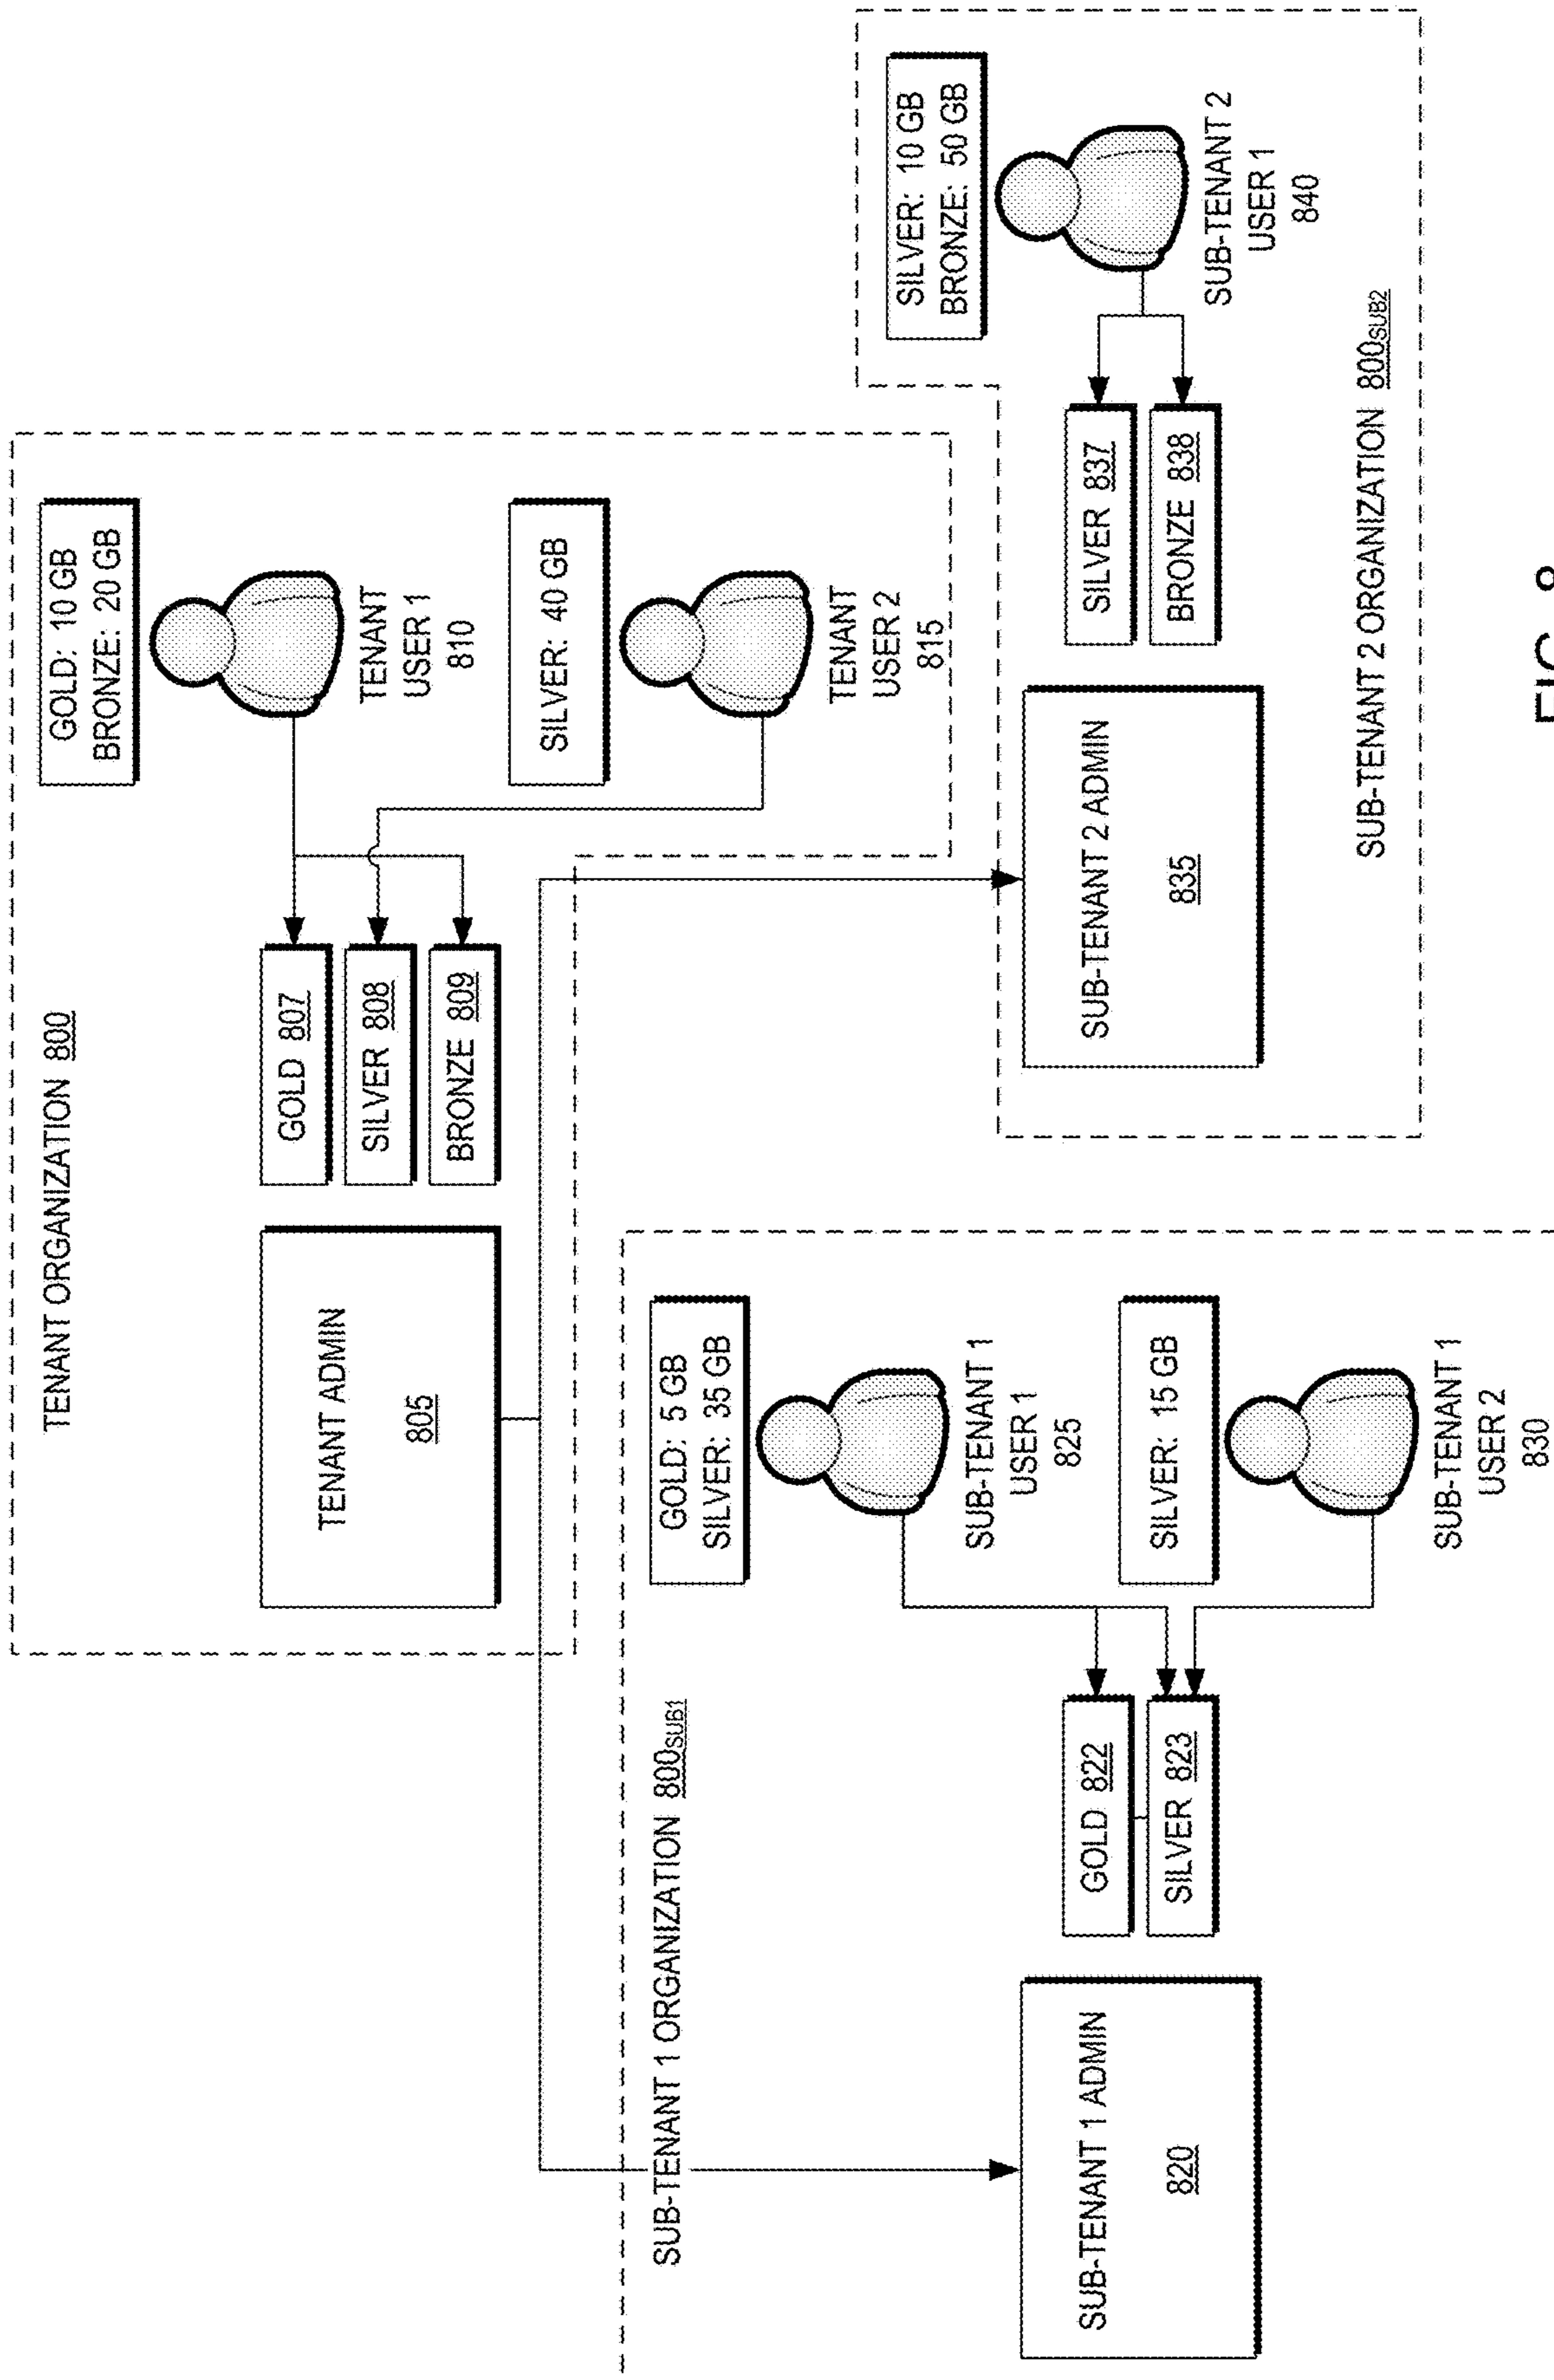 TENANT ORGANIZATION 800
TENANT ADMIN
805
GOLD 807
SILVER 808
BRONZE 809
GOLD: 10 GB
BRONZE: 20 GB
TENANT
USER 1
810
SILVER: 40 GB
TENANT
USER 2
815
SUB-TENANT 1 ORGANIZATION 800SUB1
SUB-TENANT 1 ADMIN
820
GOLD 822
SILVER 823
GOLD: 5 GB
SILVER: 35 GB
SUB-TENANT 1
USER 1
825
SILVER: 15 GB
SUB-TENANT 1
USER 2
830
SUB-TENANT 2 ADMIN
835
SILVER 837
BRONZE 838
SILVER: 10 GB
BRONZE: 50 GB
SUB-TENANT 2
USER 1
840
SUB-TENANT 2 ORGANIZATION 800SUB2